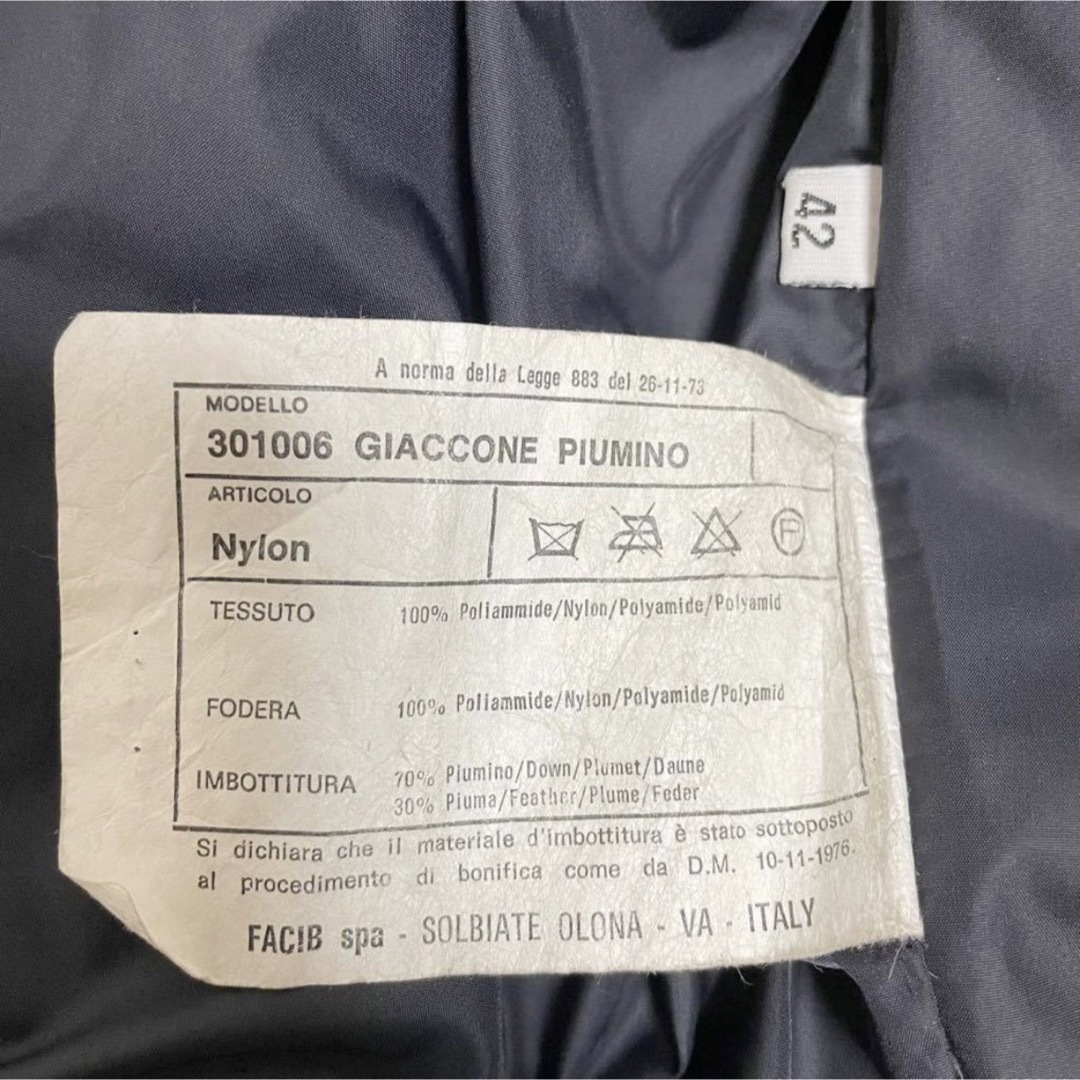 42
A norma della Legge 883 del 26-11-73
MODELLO
301006 GIACCONE PIUMINO
ARTICOLO
Nylon
P
TESSUTO 100% Poliammide/Nylon/Polyamide/Polyamid
FODERA 100% Poliammide/Nylon/Polyamide/Polyamid
IMBOTTITURA 70% Piumino/Down/Plumet/Daune
30% Piuma/Feather/Plume/Feder
Si dichiara che il materiale d'imbottitura è stato sottoposto
al procedimento di bonifica come da D.M. 10-11-1976.
FACIB spa - SOLBIATE OLONA - VA - ITALY